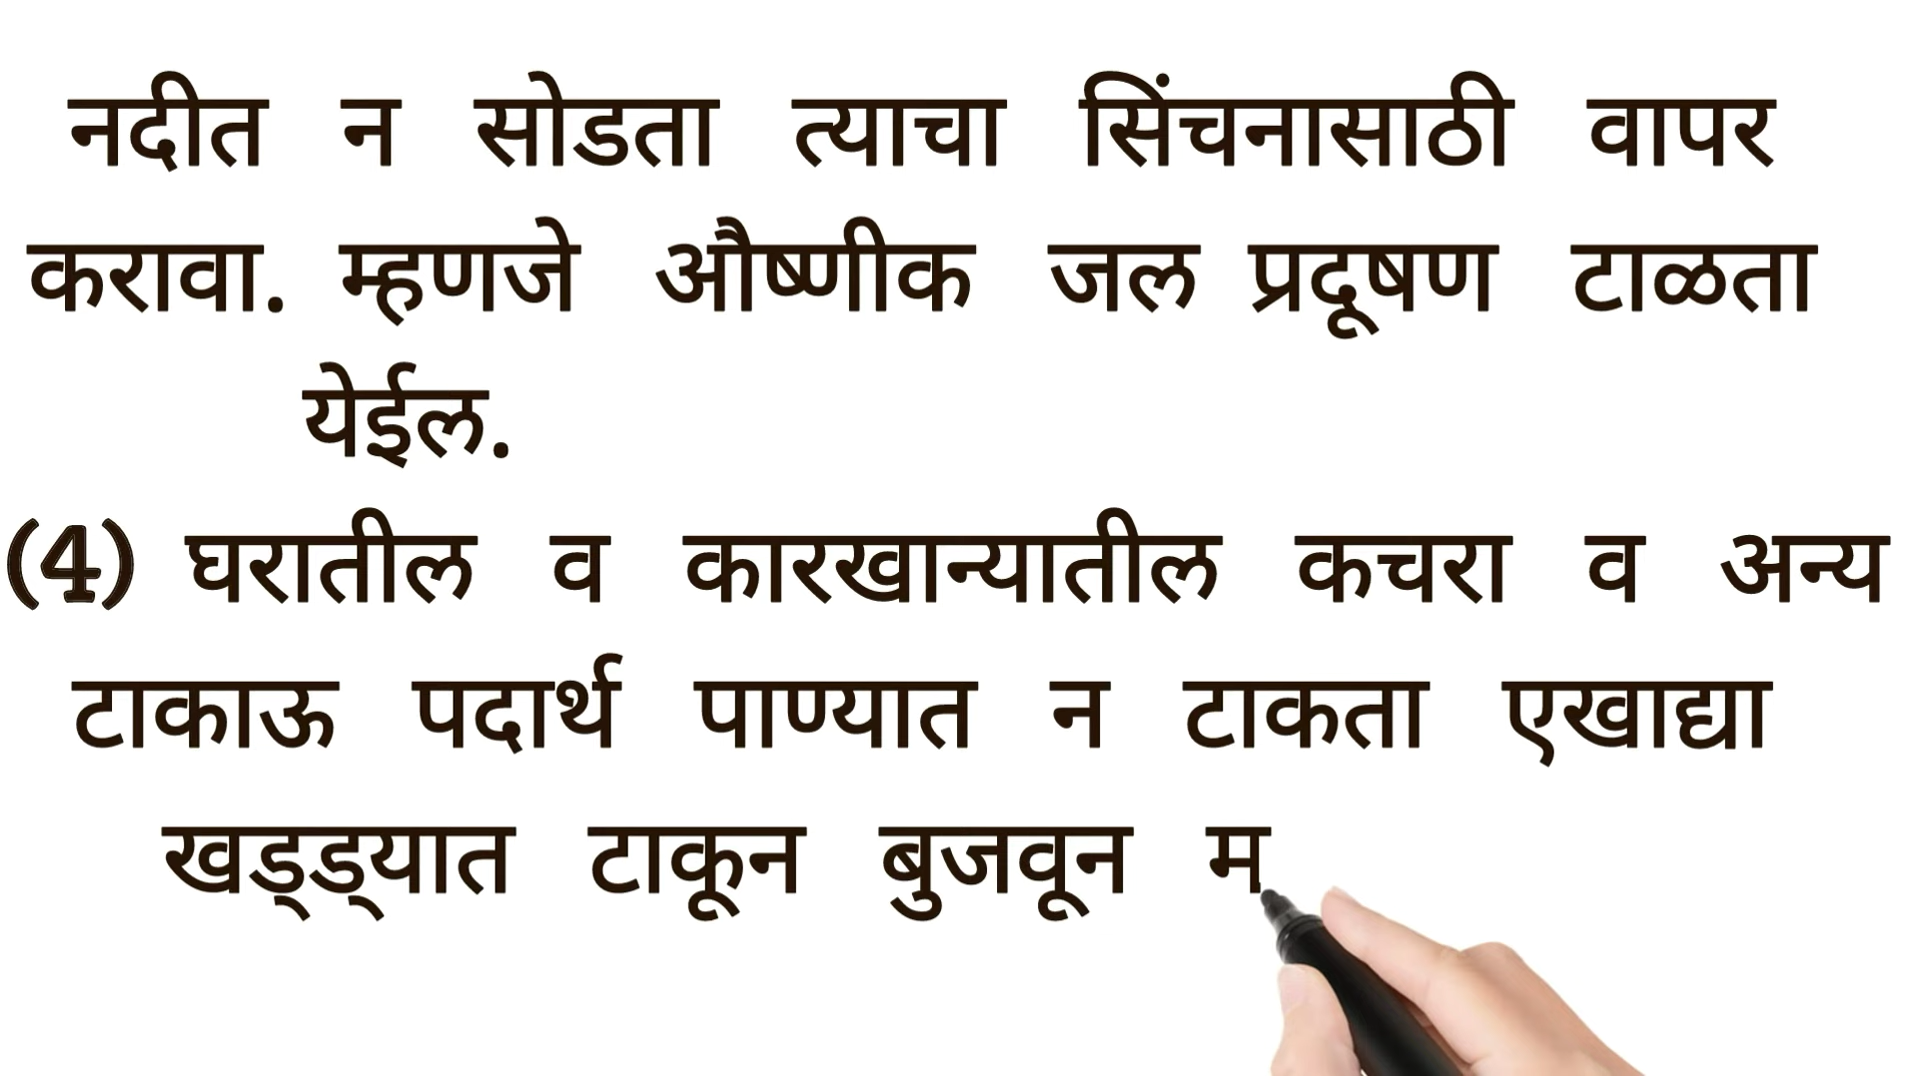 नदीत न सोडता त्याचा सिंचनासाठी वापर
करावा. म्हणजे औष्णीक जल प्रदूषण टाळता
येईल.
(4) घरातील व कारखान्यातील कचरा व अन्य
टाकाऊ पदार्थ पाण्यात न टाकता एखाद्या
खड्ड्यात टाकून बुजवून म